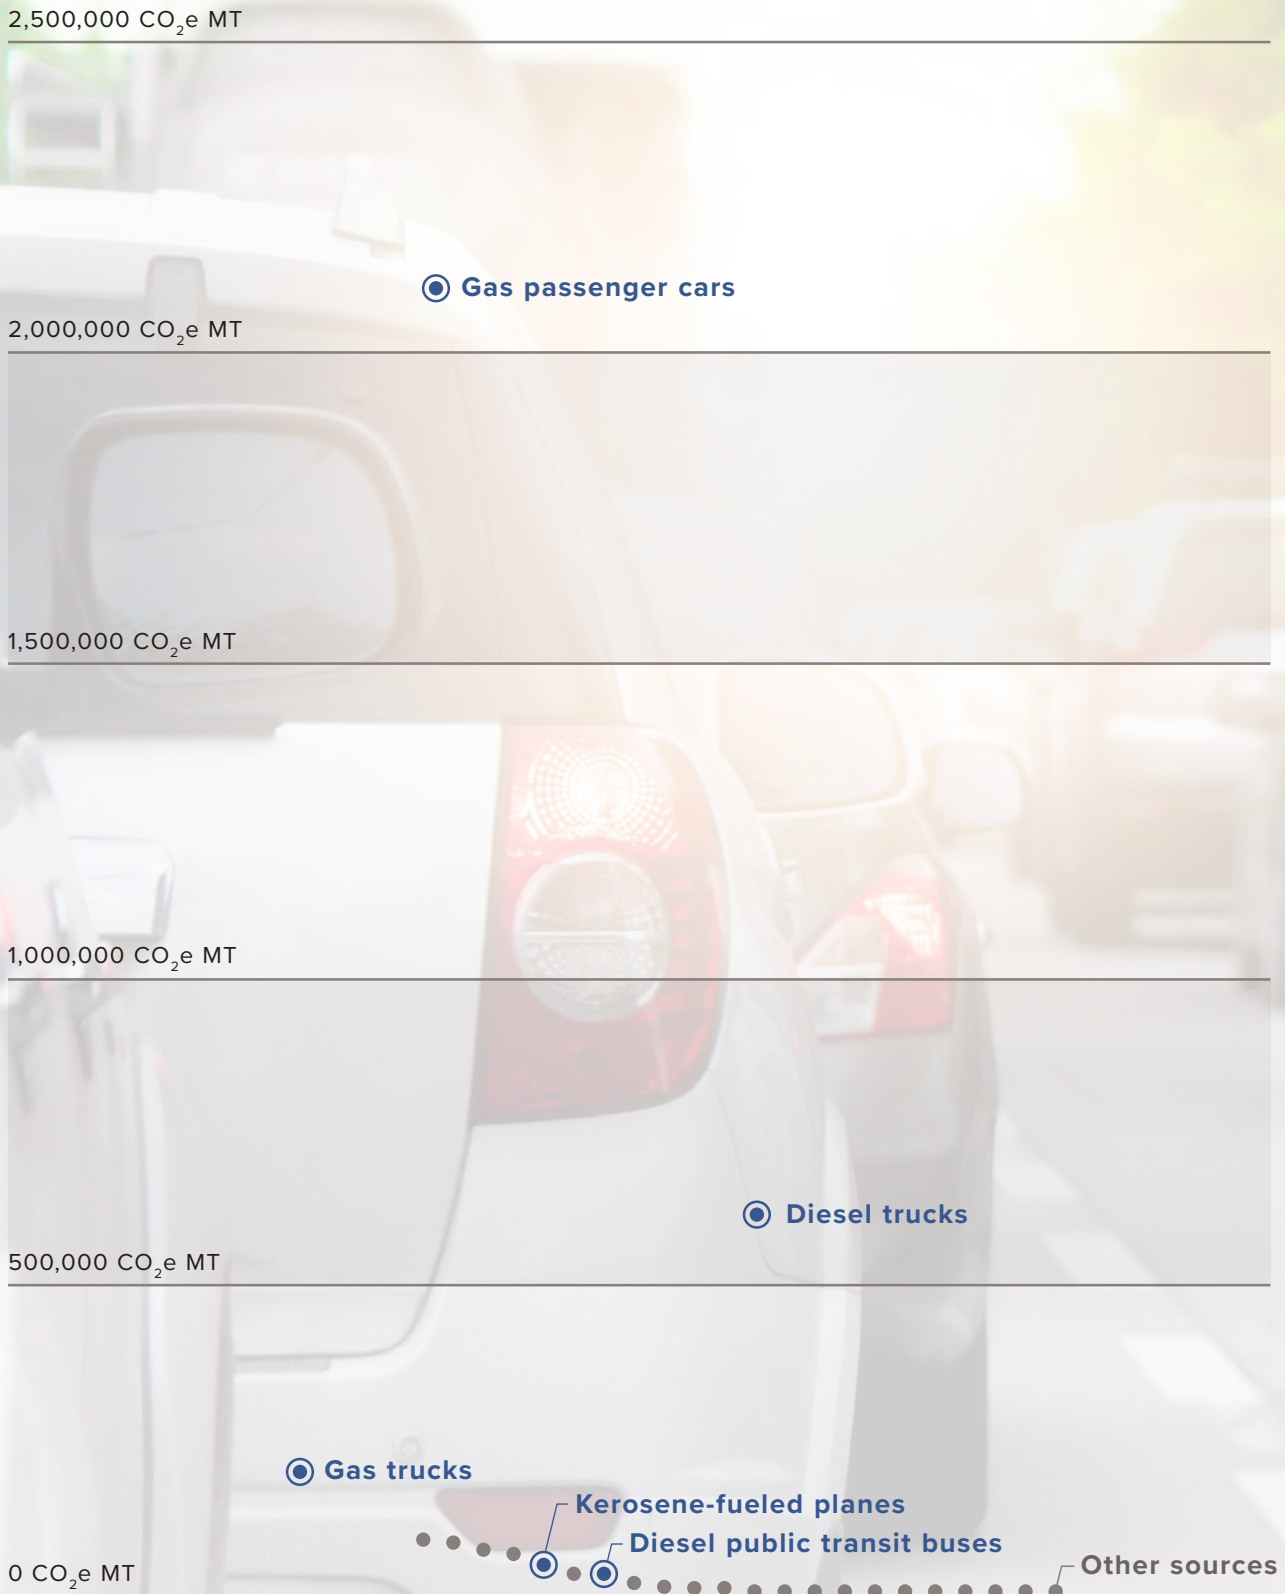 2,500,000 CO₂e MT
Gas passenger cars
2,000,000 CO₂e MT
1,500,000 CO₂e MT
1,000,000 CO₂e MT
Diesel trucks
500,000 CO₂e MT
Gas trucks
Kerosene-fueled planes
Diesel public transit buses
Other sources
0 CO₂e MT